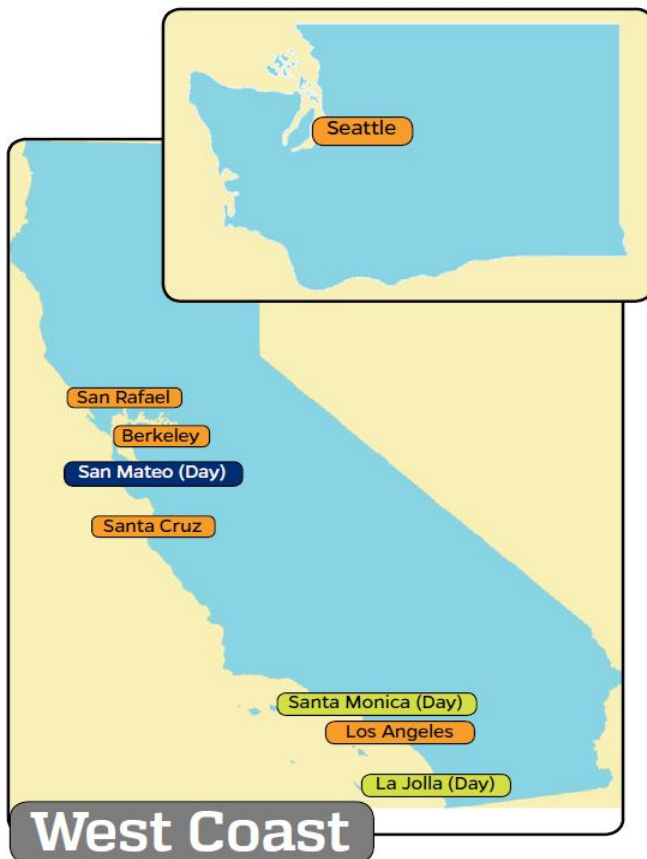 Seattle
San Rafael
Berkeley
San Mateo (Day)
Santa Cruz
Santa Monica (Day)
Los Angeles
La Jolla (Day)
West Coast